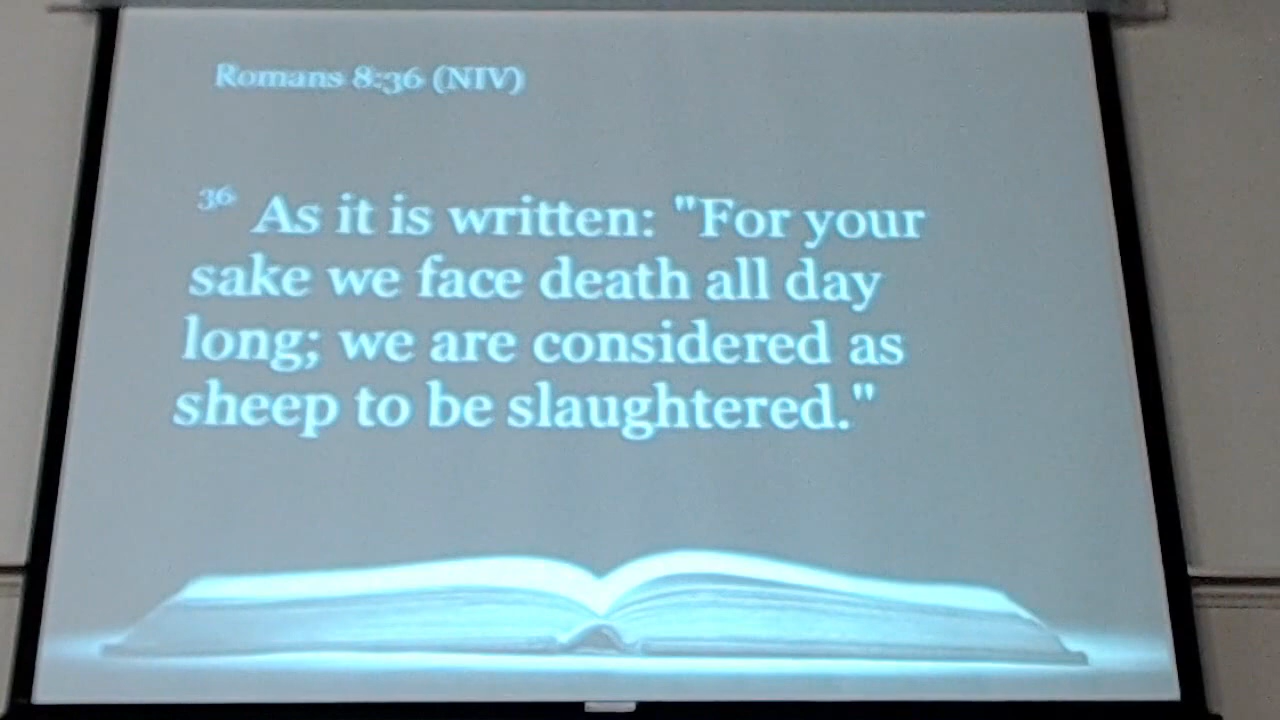 Romans 8:36 (NIV)
36 As it is written: "For your
sake we face death all day
long; we are considered as
sheep to be slaughtered."